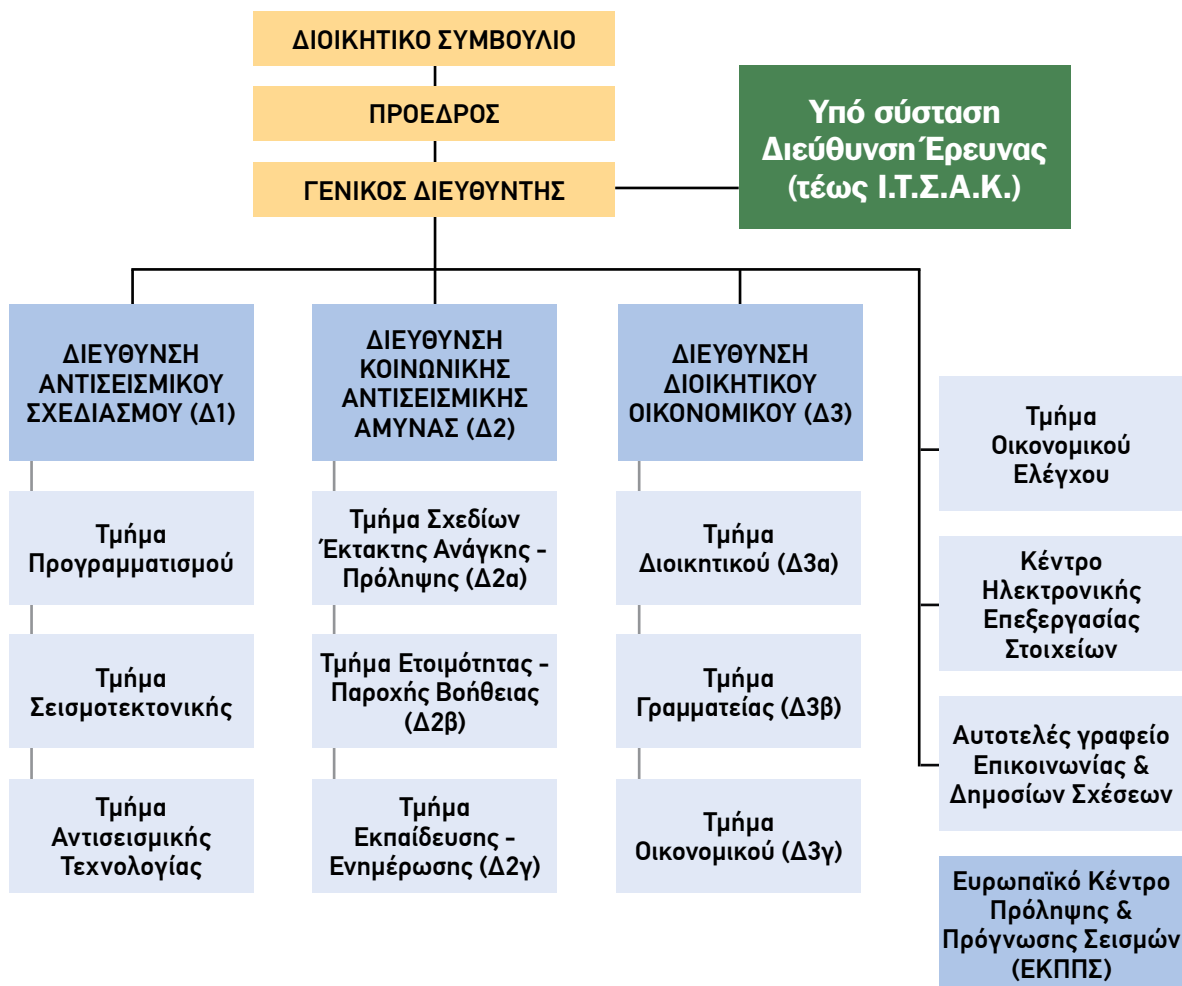 ΔΙΟΙΚΗΤΙΚΟ ΣΥΜΒΟΥΛΙΟ
ΠΡΟΕΔΡΟΣ
ΓΕΝΙΚΟΣ ΔΙΕΥΘΥΝΤΗΣ
Υπό σύσταση
Διεύθυνση Έρευνας
(τέως Ι.Τ.Σ.Α.Κ.)
ΔΙΕΥΘΥΝΣΗ
ΑΝΤΙΣΕΙΣΜΙΚΟΥ
ΣΧΕΔΙΑΣΜΟΥ (Δ1)
Τμήμα
Προγραμματισμού
Τμήμα
Σεισμοτεκτονικής
Τμήμα
Αντισεισμικής
Τεχνολογίας
ΔΙΕΥΘΥΝΣΗ
ΚΟΙΝΩΝΙΚΗΣ
ΑΝΤΙΣΕΙΣΜΙΚΗΣ
ΑΜΥΝΑΣ (Δ2)
Τμήμα Σχεδίων
Έκτακτης Ανάγκης -
Πρόληψης (Δ2α)
Τμήμα Ετοιμότητας -
Παροχής Βοήθειας
(Δ2β)
Τμήμα
Εκπαίδευσης -
Ενημέρωσης (Δ2γ)
ΔΙΕΥΘΥΝΣΗ
ΔΙΟΙΚΗΤΙΚΟΥ
ΟΙΚΟΝΟΜΙΚΟΥ (Δ3)
Τμήμα
Διοικητικού (Δ3α)
Τμήμα
Γραμματείας (Δ3β)
Τμήμα
Οικονομικού (Δ3γ)
Τμήμα
Οικονομικού
Ελέγχου
Κέντρο
Ηλεκτρονικής
Επεξεργασίας
Στοιχείων
Αυτοτελές γραφείο
Επικοινωνίας &
Δημοσίων Σχέσεων
Ευρωπαϊκό Κέντρο
Πρόληψης &
Πρόγνωσης Σεισμών
(ΕΚΠΠΣ)